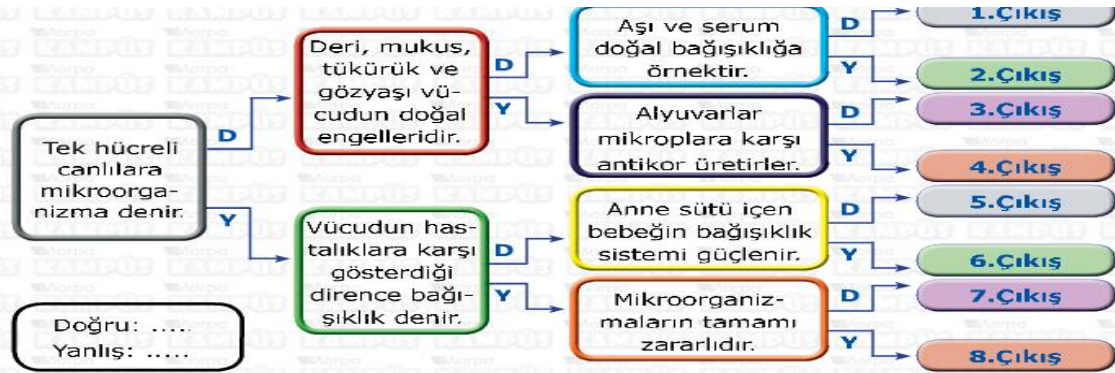 Tek hücreli
canlılara
mikroorga-
nizma denir.
D
Y
Deri, mukus,
tükürük ve
gözyaşı vü-
cudun doğal
engelleridir.
D
Y
Vücudun has-
talıklara karşı
gösterdiği
dirence bağı-
şıklık denir.
D
Y
Aşı ve serum
doğal bağışıklığa
örnektir.
D
Y
Alyuvarlar
mikroplara karşı
antikor üretirler.
D
Y
Anne sütü içen
bebeğin bağışıklık
sistemi güçlenir.
D
Y
Mikroorganiz-
maların tamamı
zararlıdır.
D
Y
1.Çıkış
2.Çıkış
3.Çıkış
4.Çıkış
5.Çıkış
6.Çıkış
7.Çıkış
8.Çıkış
Doğru: .....
Yanlış: .....
Morpa
KAMPÜS